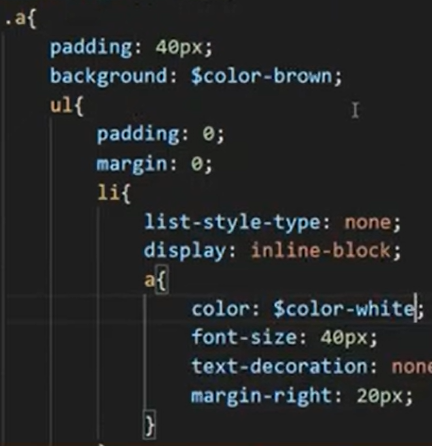 .a{
padding: 40px;
background: $color-brown;
ul{
padding: 0;
margin: 0;
li{
list-style-type: none;
display: inline-block;
a{
color: $color-white;
font-size: 40px;
text-decoration: none
margin-right: 20px;
}